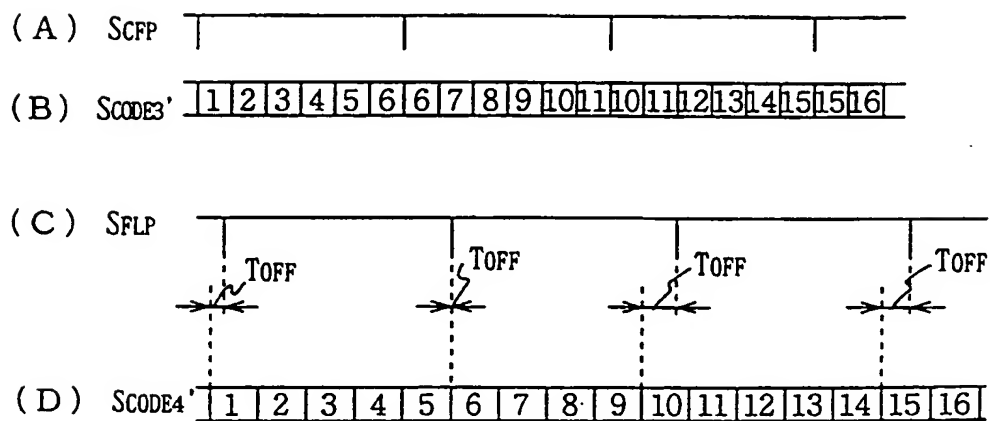 (A) SCFP
(B) SCODE3' 1 2 3 4 5 6 6 7 8 9 10 11 10 11 12 13 14 15 15 16
(C) SFLP
TOFF TOFF TOFF TOFF
(D) SCODE4' 1 2 3 4 5 6 7 8 9 10 11 12 13 14 15 16